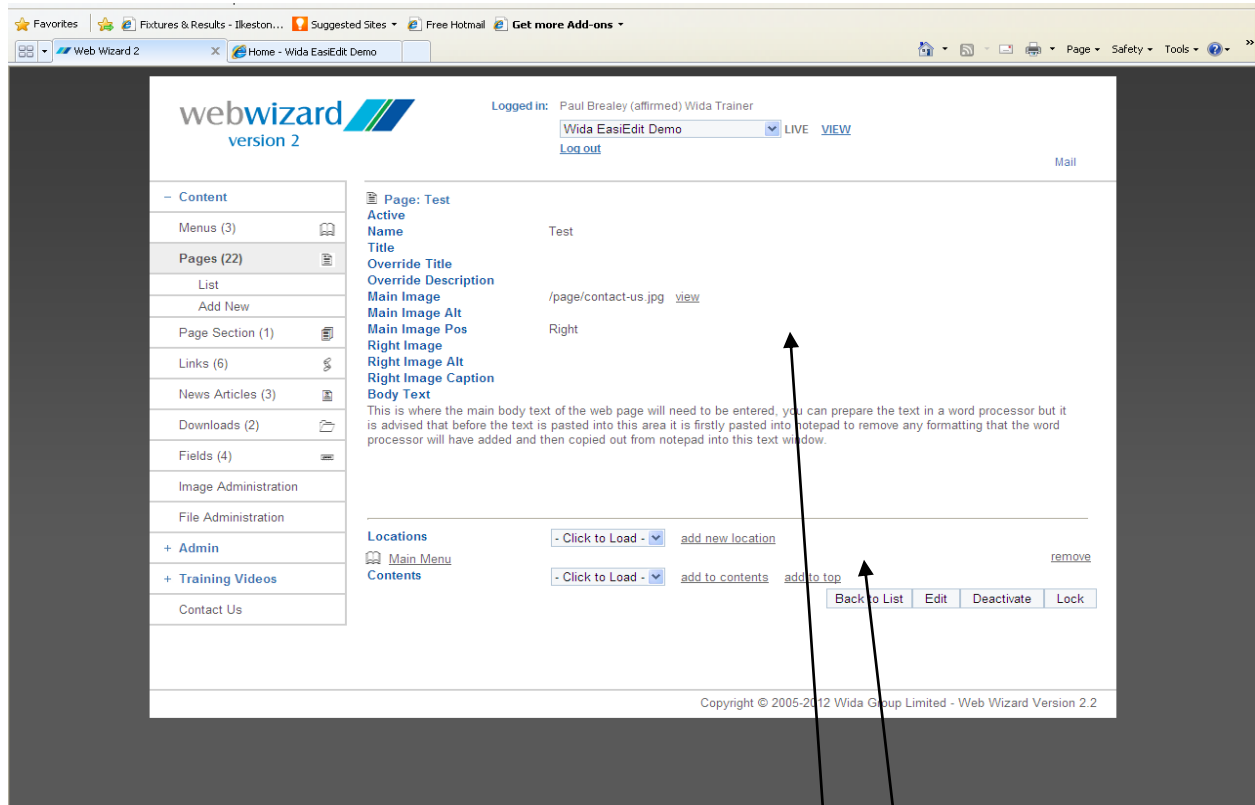 Favorites Fixtures & Results - Ilkeston... Suggested Sites Free Hotmail Get more Add-ons
Web Wizard 2 X Home - Wida EasiEdit Demo Page Safety Tools »
webwizard
version 2
Logged in: Paul Brealey (affirmed) Wida Trainer
Wida EasiEdit Demo LIVE VIEW
Log out
Mail
– Content
Menus (3)
Pages (22)
List
Add New
Page Section (1)
Links (6)
News Articles (3)
Downloads (2)
Fields (4)
Image Administration
File Administration
+ Admin
+ Training Videos
Contact Us
Page: Test
Active
Name Test
Title
Override Title
Override Description
Main Image /page/contact-us.jpg view
Main Image Alt
Main Image Pos Right
Right Image
Right Image Alt
Right Image Caption
Body Text
This is where the main body text of the web page will need to be entered, you can prepare the text in a word processor but it
is advised that before the text is pasted into this area it is firstly pasted into notepad to remove any formatting that the word
processor will have added and then copied out from notepad into this text window.
Locations - Click to Load - add new location
Main Menu remove
Contents - Click to Load - add to contents add to top
Back to List Edit Deactivate Lock
Copyright © 2005-2012 Wida Group Limited - Web Wizard Version 2.2